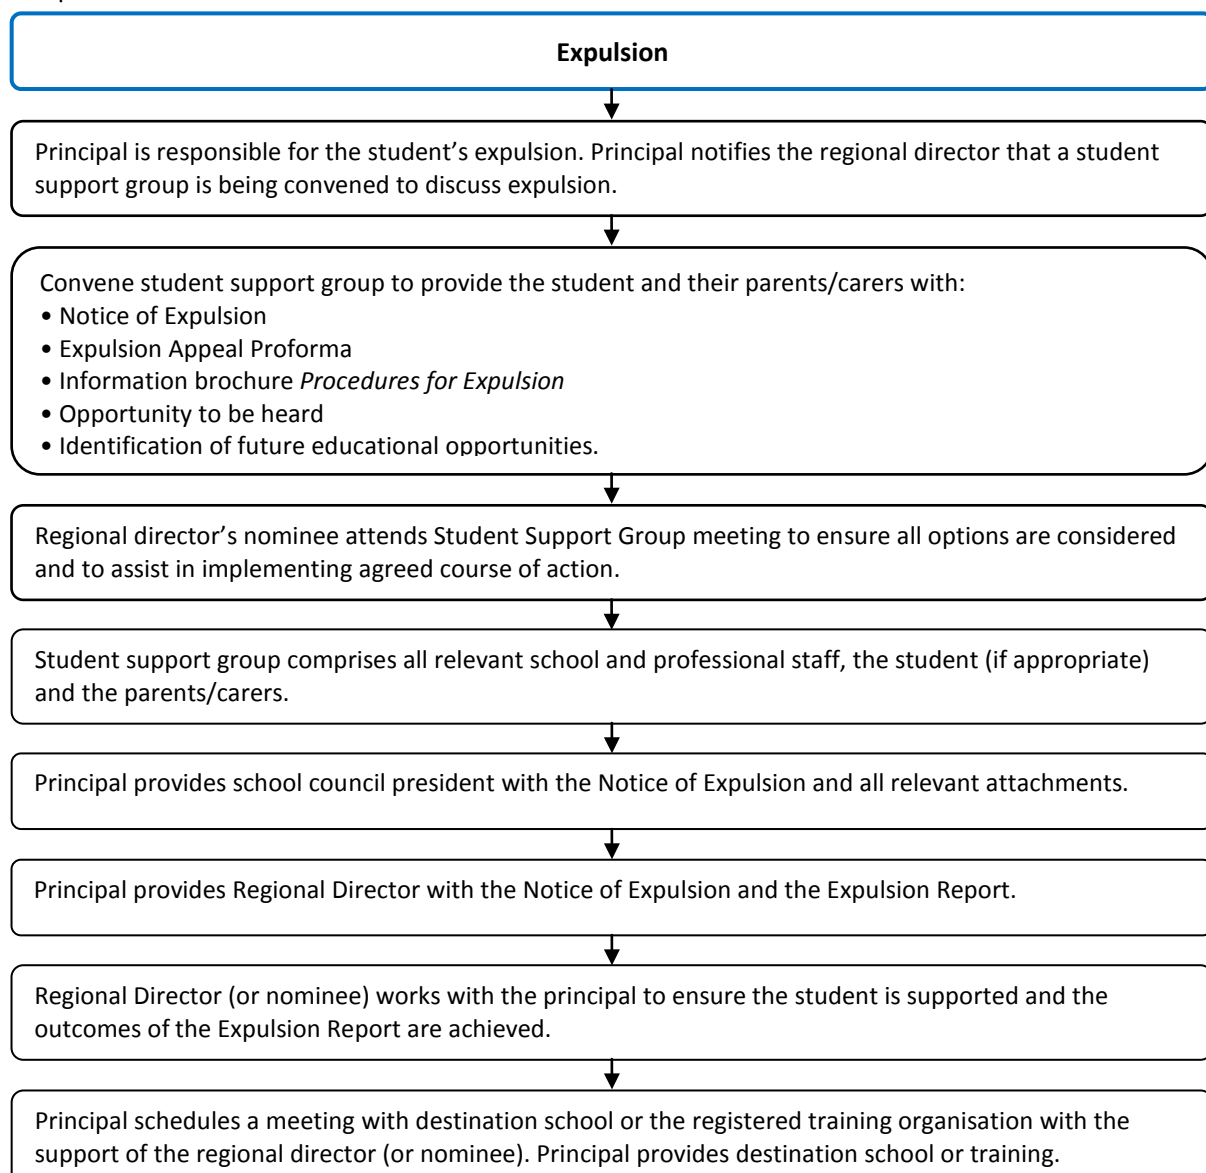 Expulsion
Principal is responsible for the student’s expulsion. Principal notifies the regional director that a student
support group is being convened to discuss expulsion.
Convene student support group to provide the student and their parents/carers with:
• Notice of Expulsion
• Expulsion Appeal Proforma
• Information brochure Procedures for Expulsion
• Opportunity to be heard
• Identification of future educational opportunities.
Regional director’s nominee attends Student Support Group meeting to ensure all options are considered
and to assist in implementing agreed course of action.
Student support group comprises all relevant school and professional staff, the student (if appropriate)
and the parents/carers.
Principal provides school council president with the Notice of Expulsion and all relevant attachments.
Principal provides Regional Director with the Notice of Expulsion and the Expulsion Report.
Regional Director (or nominee) works with the principal to ensure the student is supported and the
outcomes of the Expulsion Report are achieved.
Principal schedules a meeting with destination school or the registered training organisation with the
support of the regional director (or nominee). Principal provides destination school or training.